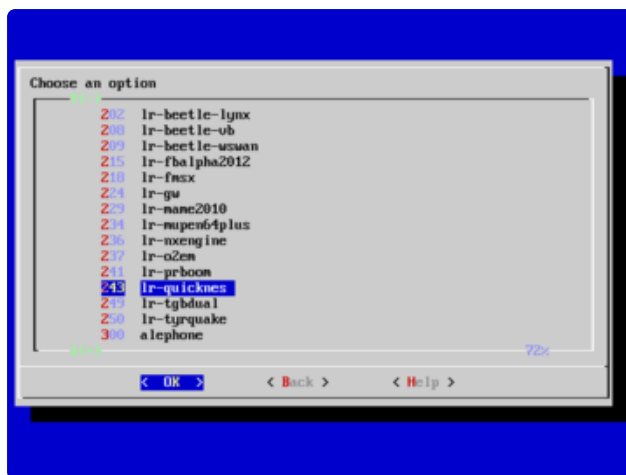 Choose an option
202 lr-beetle-lynx
208 lr-beetle-vb
209 lr-beetle-wswan
215 lr-fbalpha2012
218 lr-fmsx
224 lr-gw
229 lr-mame2010
234 lr-mupen64plus
236 lr-nxengine
237 lr-o2em
241 lr-prboom
243 lr-quicknes
249 lr-tgbdual
250 lr-tyrquake
300 alephone
72%
< OK > < Back > < Help >